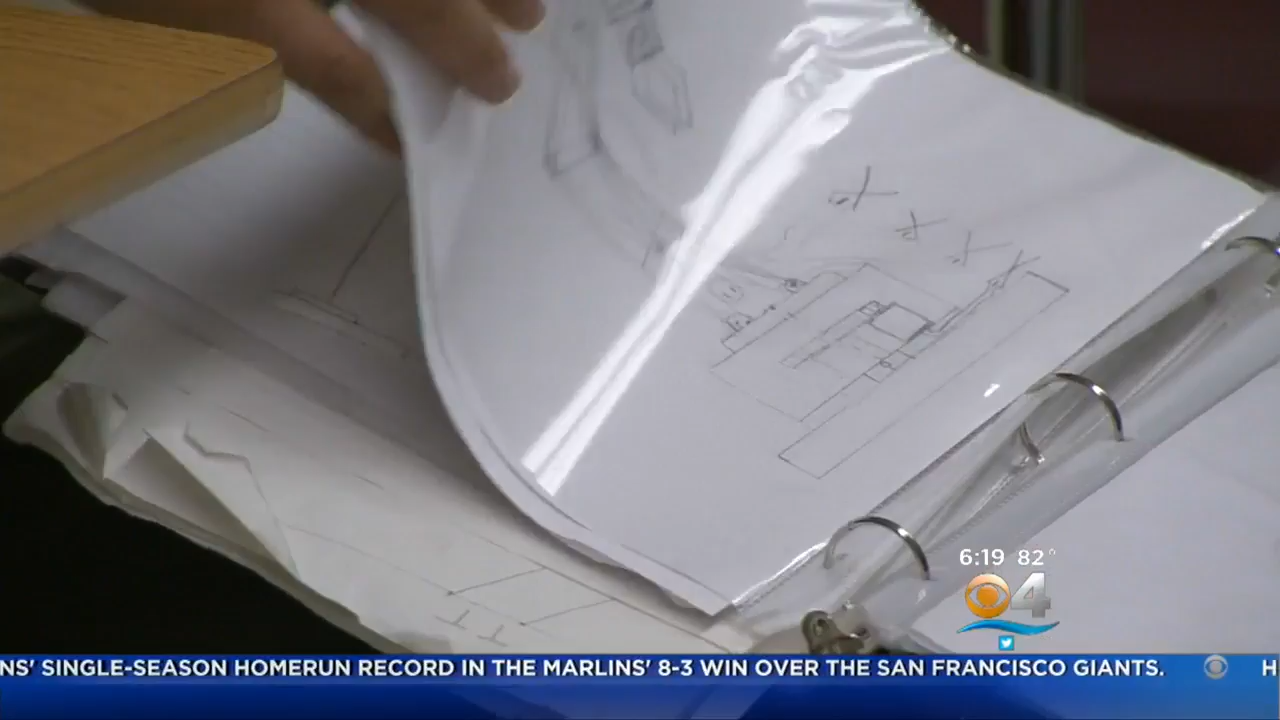 6:19 82°
4
NS' SINGLE-SEASON HOMERUN RECORD IN THE MARLINS' 8-3 WIN OVER THE SAN FRANCISCO GIANTS. H